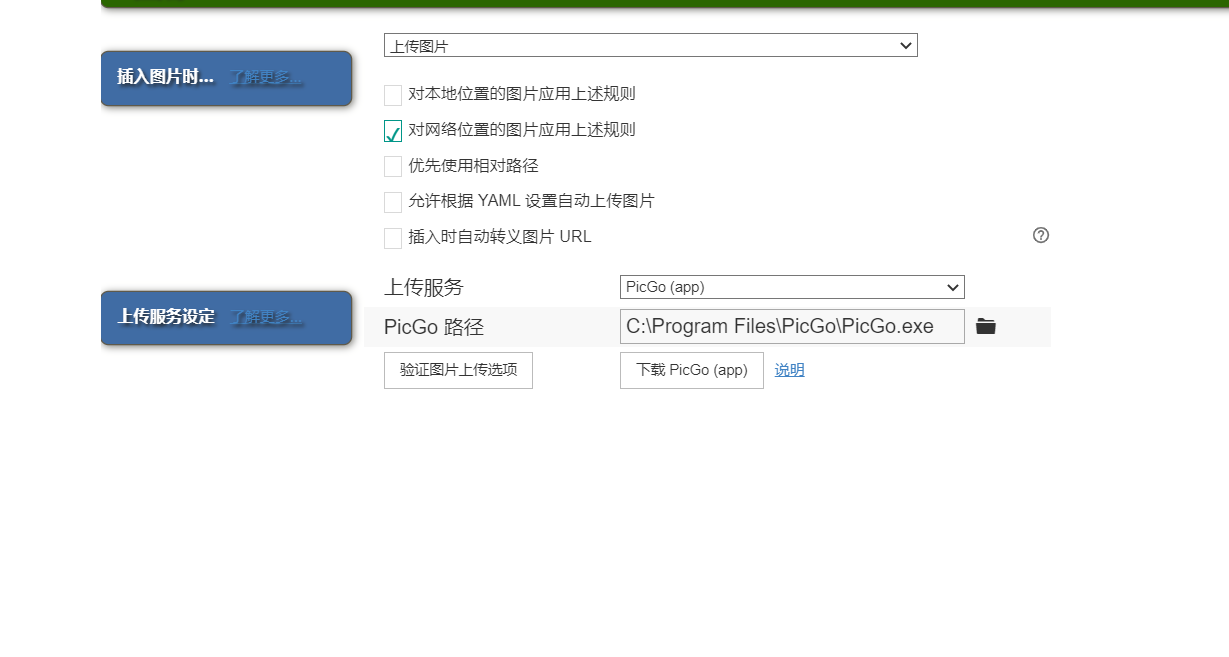 上传图片
插入图片时... 了解更多...
对本地位置的图片应用上述规则
对网络位置的图片应用上述规则
优先使用相对路径
允许根据 YAML 设置自动上传图片
插入时自动转义图片 URL
上传服务 PicGo (app)
上传服务设定 了解更多...
PicGo 路径 C:\Program Files\PicGo\PicGo.exe
验证图片上传选项 下载 PicGo (app) 说明